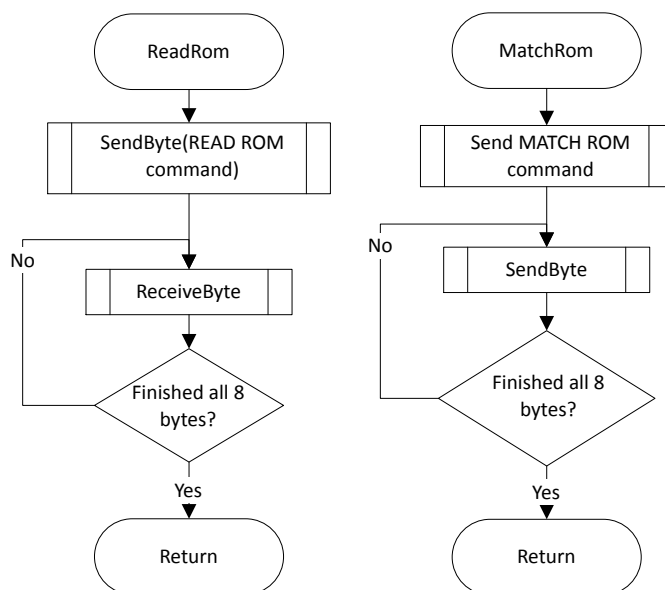 ReadRom
SendByte(READ ROM
command)
No
ReceiveByte
Finished all 8
bytes?
Yes
Return
MatchRom
Send MATCH ROM
command
No
SendByte
Finished all 8
bytes?
Yes
Return